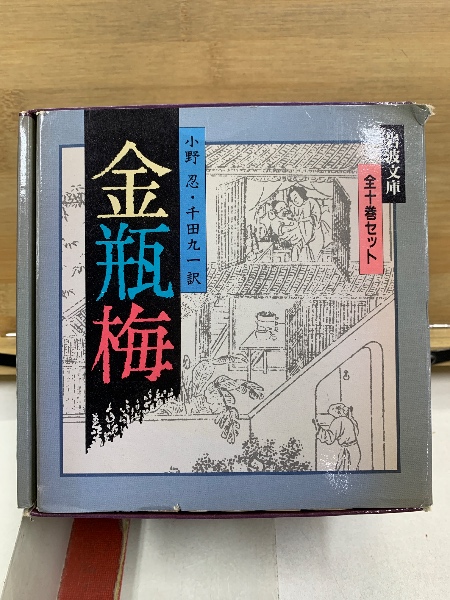 岩波文庫
全十巻セット
小野 忍・千田九一訳
金瓶梅